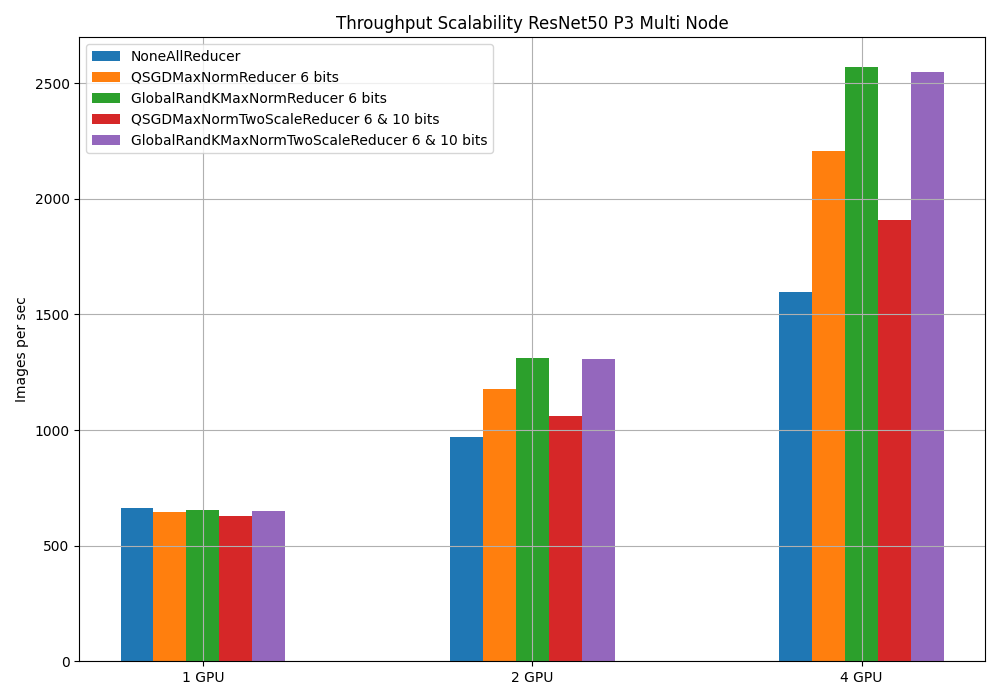 Throughput Scalability ResNet50 P3 Multi Node
NoneAllReducer
QSGDMaxNormReducer 6 bits
GlobalRandKMaxNormReducer 6 bits
QSGDMaxNormTwoScaleReducer 6 & 10 bits
GlobalRandKMaxNormTwoScaleReducer 6 & 10 bits
Images per sec
2500
2000
1500
1000
500
0
1 GPU
2 GPU
4 GPU